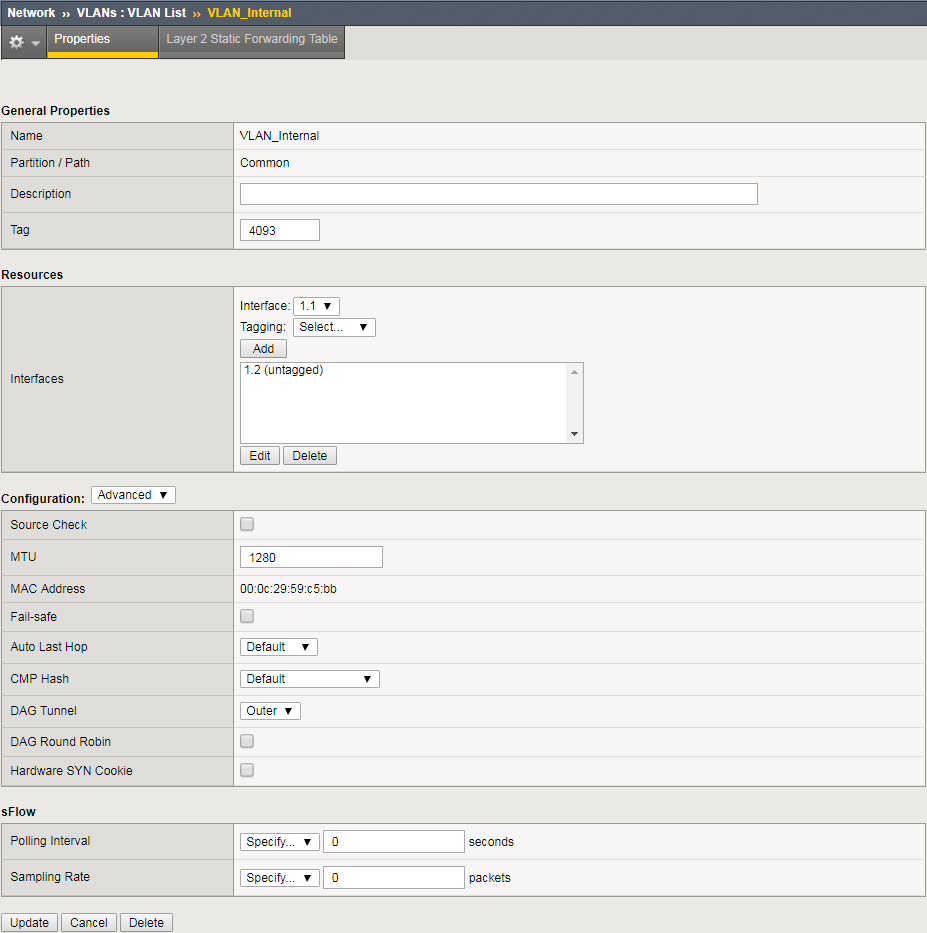 Network ›› VLANs : VLAN List ›› VLAN_Internal
Properties Layer 2 Static Forwarding Table
General Properties
Name VLAN_Internal
Partition / Path Common
Description
Tag 4093
Resources
Interface: 1.1
Tagging: Select...
Add
Interfaces
1.2 (untagged)
Edit Delete
Configuration: Advanced
Source Check
MTU 1280
MAC Address 00:0c:29:59:c5:bb
Fail-safe
Auto Last Hop Default
CMP Hash Default
DAG Tunnel Outer
DAG Round Robin
Hardware SYN Cookie
sFlow
Polling Interval Specify... 0 seconds
Sampling Rate Specify... 0 packets
Update Cancel Delete